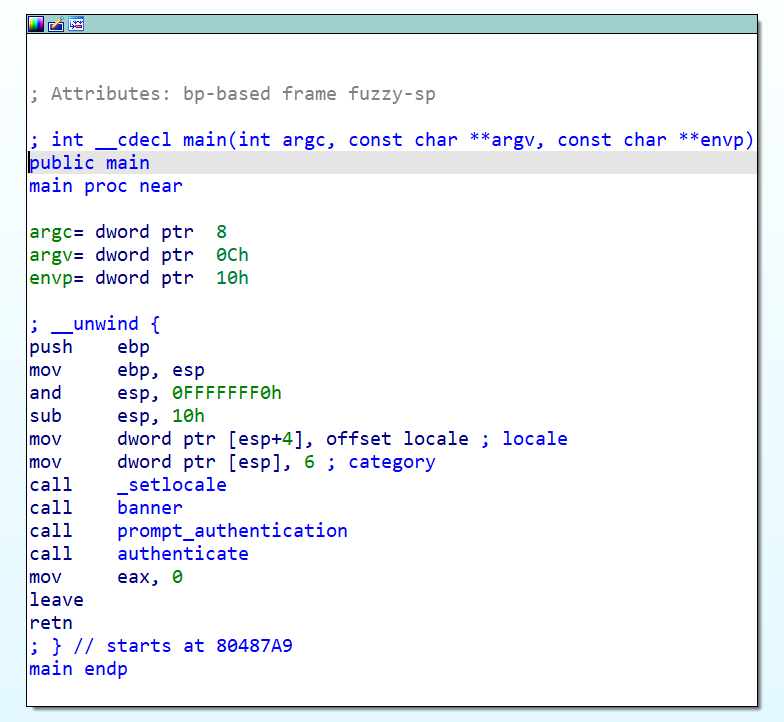 ; Attributes: bp-based frame fuzzy-sp
; int __cdecl main(int argc, const char **argv, const char **envp)
public main
main proc near
argc= dword ptr  8
argv= dword ptr  0Ch
envp= dword ptr  10h
; __unwind {
push    ebp
mov     ebp, esp
and     esp, 0FFFFFFF0h
sub     esp, 10h
mov     dword ptr [esp+4], offset locale ; locale
mov     dword ptr [esp], 6 ; category
call    _setlocale
call    banner
call    prompt_authentication
call    authenticate
mov     eax, 0
leave
retn
; } // starts at 80487A9
main endp